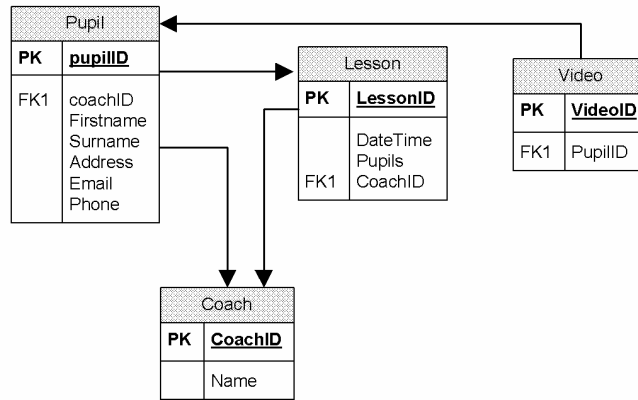 Pupil
PK pupilID
FK1 coachID
Firstname
Surname
Address
Email
Phone
Lesson
PK LessonID
DateTime
Pupils
FK1 CoachID
Video
PK VideoID
FK1 PupilID
Coach
PK CoachID
Name